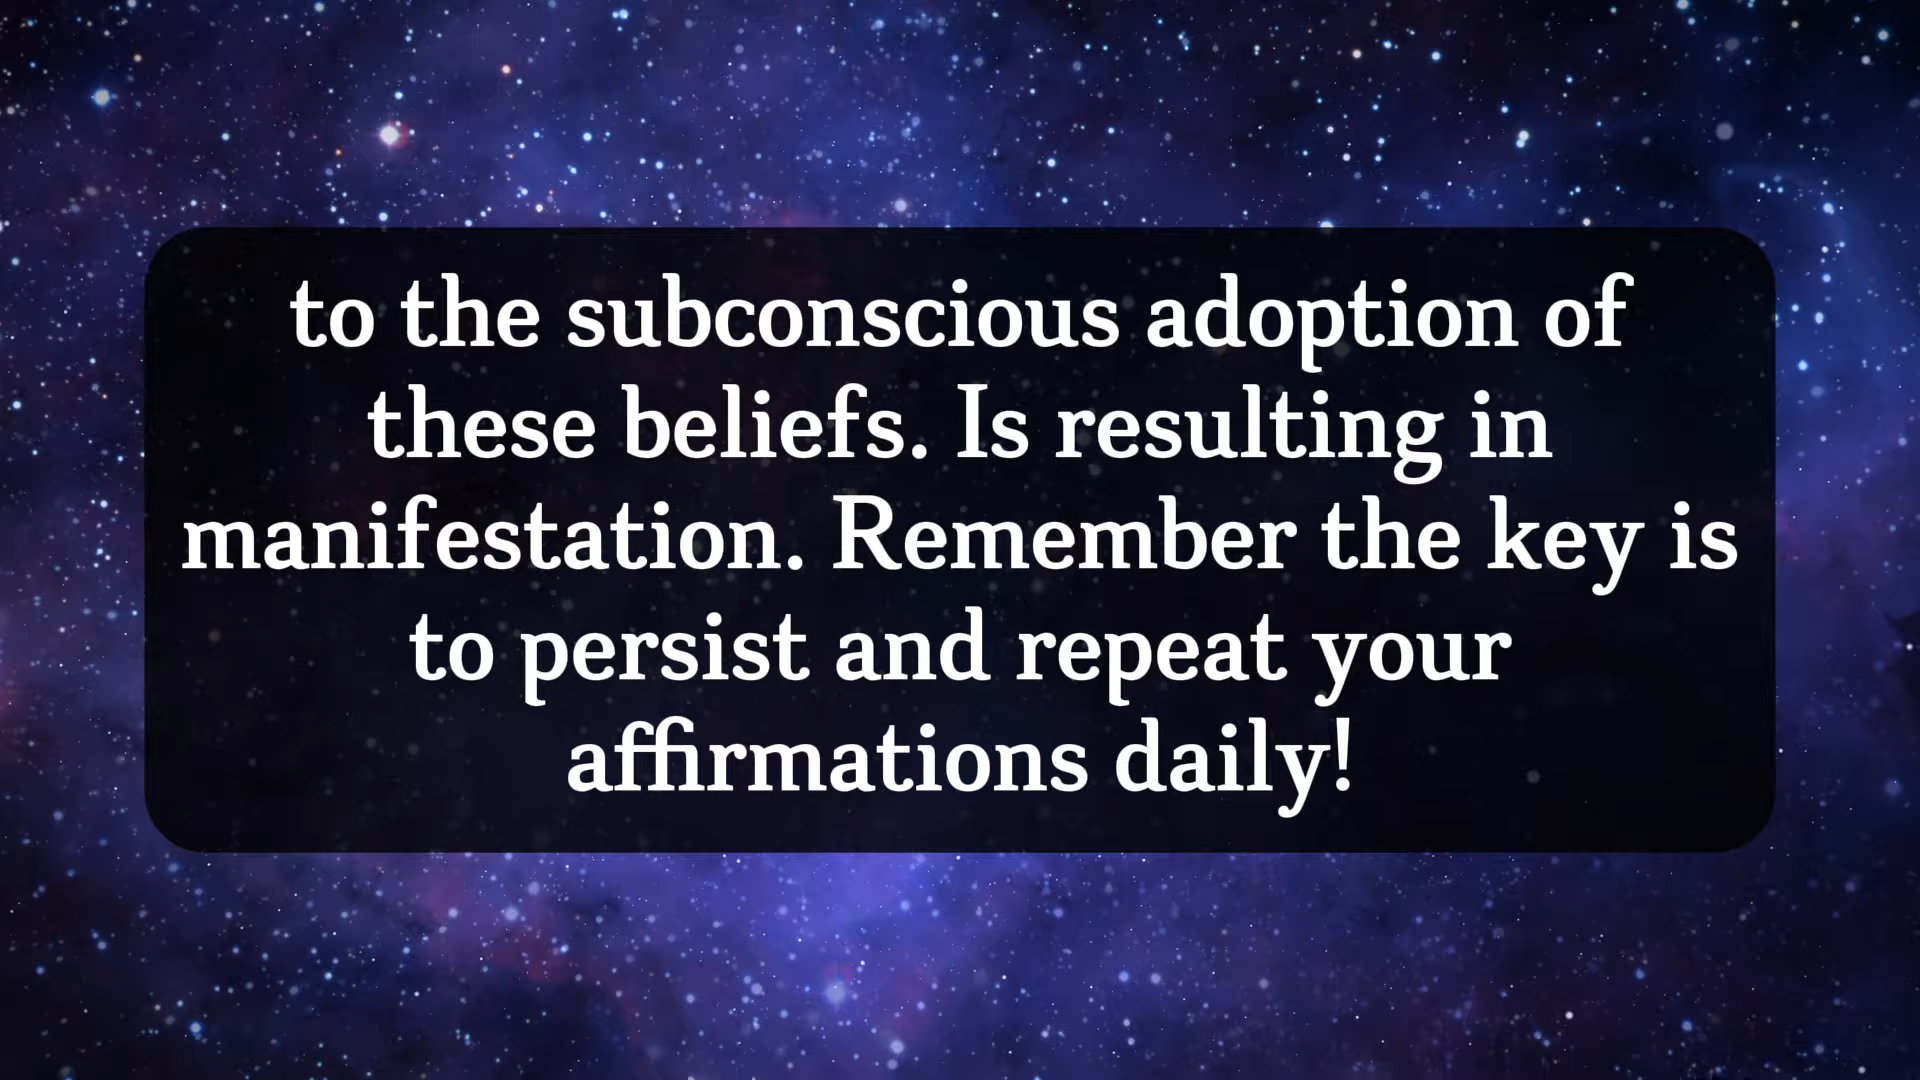 to the subconscious adoption of
these beliefs. Is resulting in
manifestation. Remember the key is
to persist and repeat your
affirmations daily!